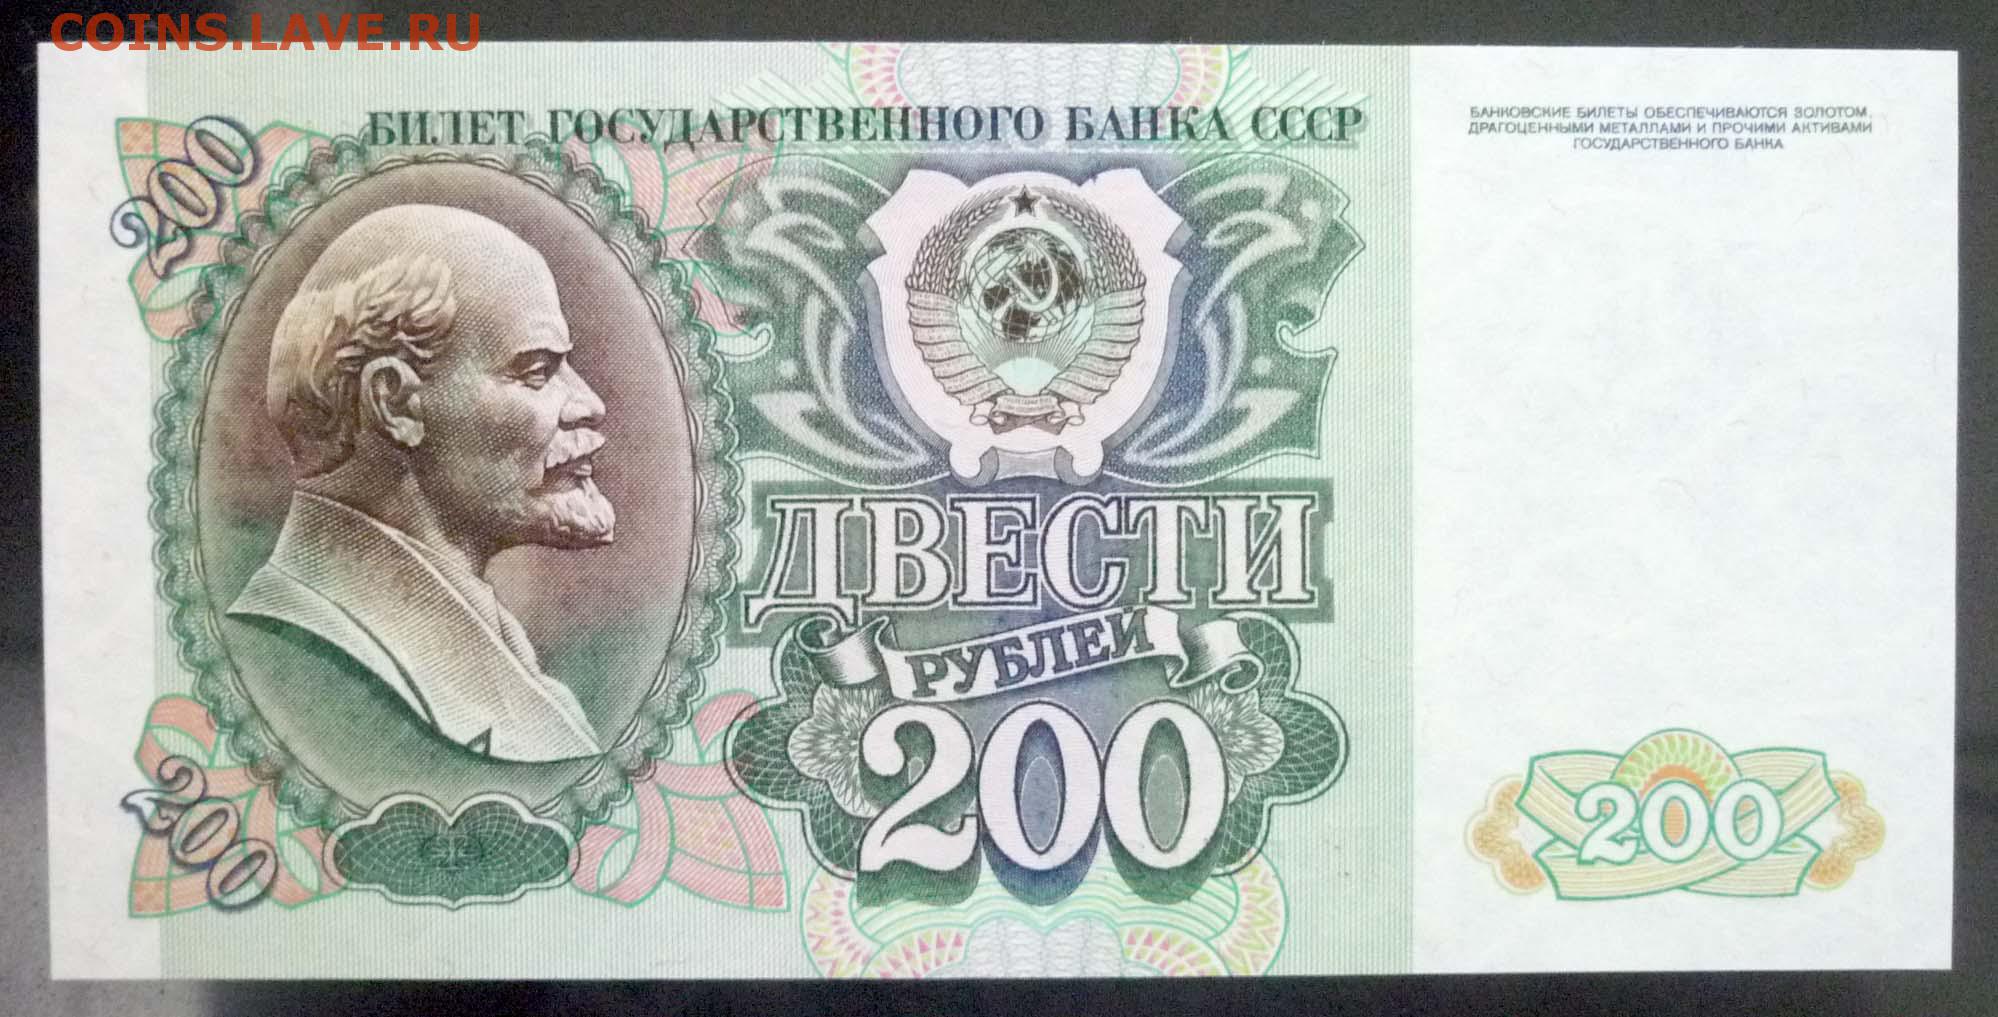 COINS.LAVE.RU
БИЛЕТ ГОСУДАРСТВЕННОГО БАНКА СССР
БАНКОВСКИЕ БИЛЕТЫ ОБЕСПЕЧИВАЮТСЯ ЗОЛОТОМ,
ДРАГОЦЕННЫМИ МЕТАЛЛАМИ И ПРОЧИМИ АКТИВАМИ
ГОСУДАРСТВЕННОГО БАНКА
200
ДВЕСТИ
РУБЛЕЙ
200
200
200